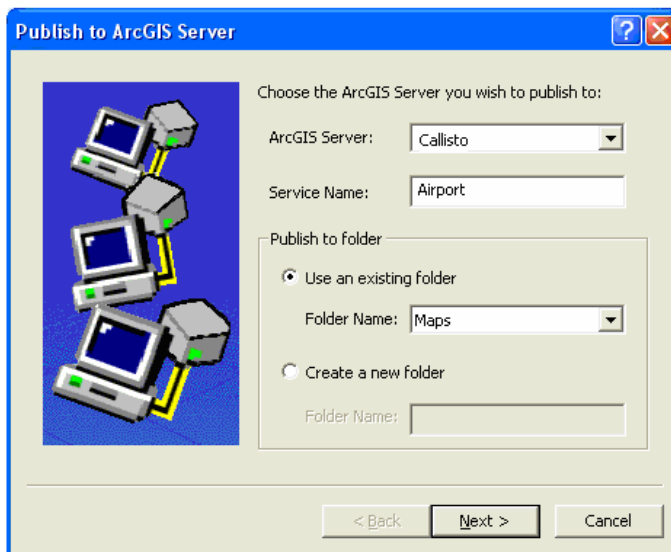 Publish to ArcGIS Server
Choose the ArcGIS Server you wish to publish to:
ArcGIS Server: Callisto
Service Name: Airport
Publish to folder
Use an existing folder
Folder Name: Maps
Create a new folder
Folder Name:
< Back Next > Cancel